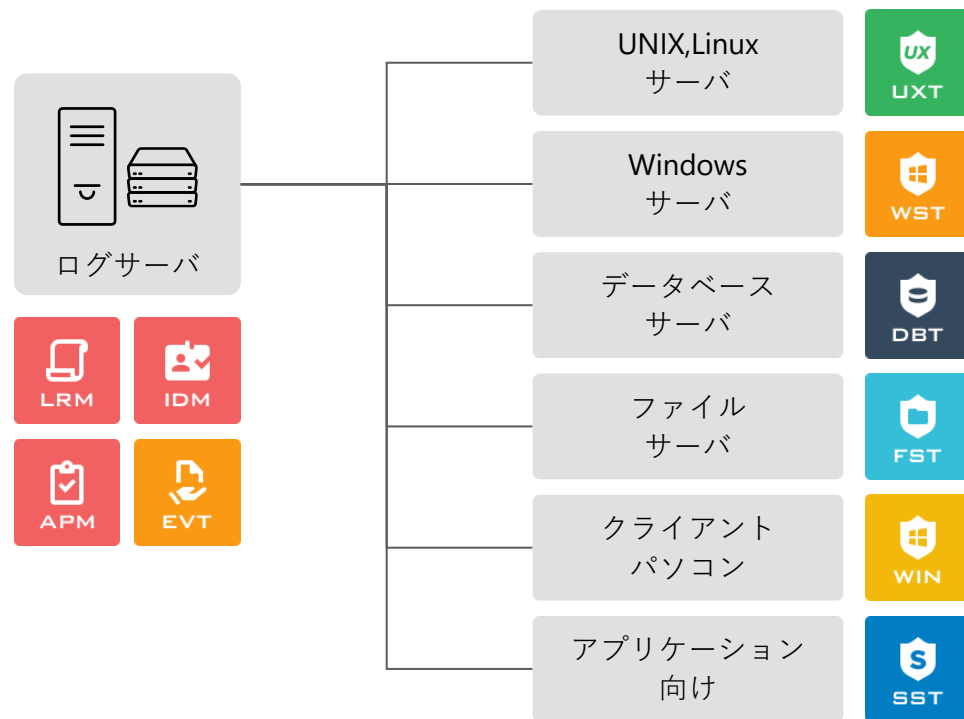 ログサーバ
LRM
IDM
APM
EVT
UNIX,Linux
サーバ
UX
UXT
Windows
サーバ
WST
データベース
サーバ
DBT
ファイル
サーバ
FST
クライアント
パソコン
WIN
アプリケーション
向け
S
SST